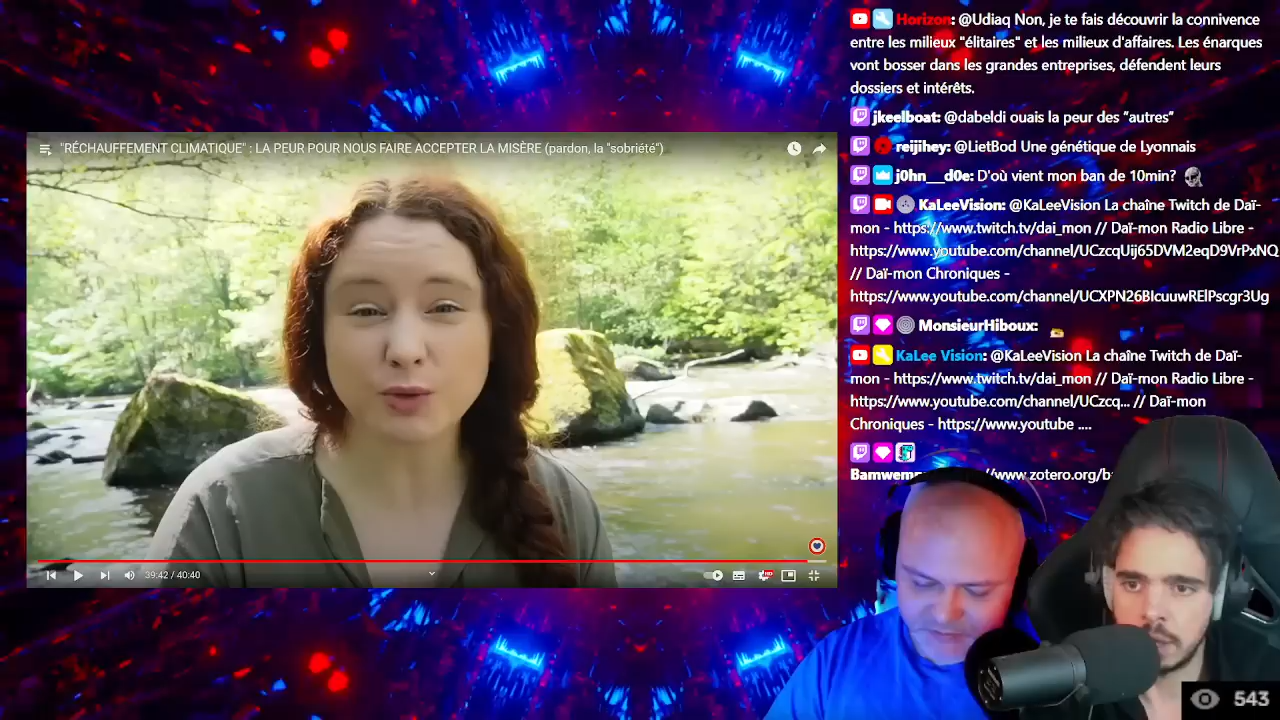 "RÉCHAUFFEMENT CLIMATIQUE" : LA PEUR POUR NOUS FAIRE ACCEPTER LA MISÈRE (pardon, la "sobriété")
39:42 / 40:40
HD
Horizon: @Udiaq Non, je te fais découvrir la connivence
entre les milieux "élitaires" et les milieux d'affaires. Les énarques
vont bosser dans les grandes entreprises, défendent leurs
dossiers et intérêts.
jkeelboat: @dabeldi ouais la peur des "autres"
reijihey: @LietBod Une génétique de Lyonnais
j0hn__d0e: D'où vient mon ban de 10min?
KaLeeVision: @KaLeeVision La chaîne Twitch de Daï-
mon - https://www.twitch.tv/dai_mon // Daï-mon Radio Libre -
https://www.youtube.com/channel/UCzcqUij65DVM2eqD9VrPxNQ
// Daï-mon Chroniques -
https://www.youtube.com/channel/UCXPN26BIcuuwRElPscgr3Ug
MonsieurHiboux:
KaLee Vision: @KaLeeVision La chaîne Twitch de Daï-
mon - https://www.twitch.tv/dai_mon // Daï-mon Radio Libre -
https://www.youtube.com/channel/UCzcq... // Daï-mon
Chroniques - https://www.youtube ....
543